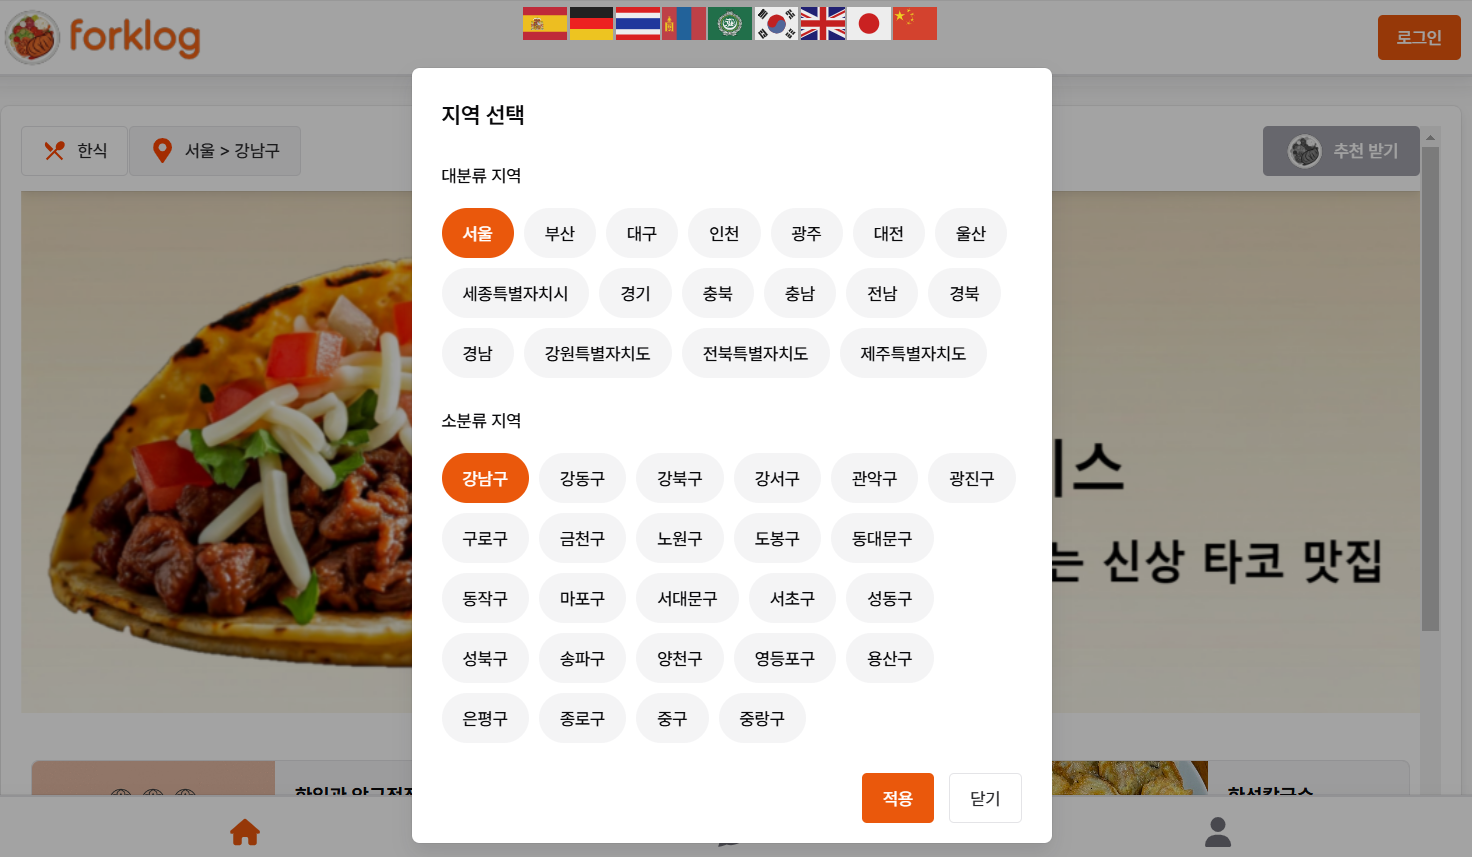 forklog
로그인
한식
서울 > 강남구
추천 받기
지역 선택
대분류 지역
서울
부산
대구
인천
광주
대전
울산
세종특별자치시
경기
충북
충남
전남
경북
경남
강원특별자치도
전북특별자치도
제주특별자치도
소분류 지역
강남구
강동구
강북구
강서구
관악구
광진구
구로구
금천구
노원구
도봉구
동대문구
동작구
마포구
서대문구
서초구
성동구
성북구
송파구
양천구
영등포구
용산구
은평구
종로구
중구
중랑구
적용
닫기
스
는 신상 타코 맛집